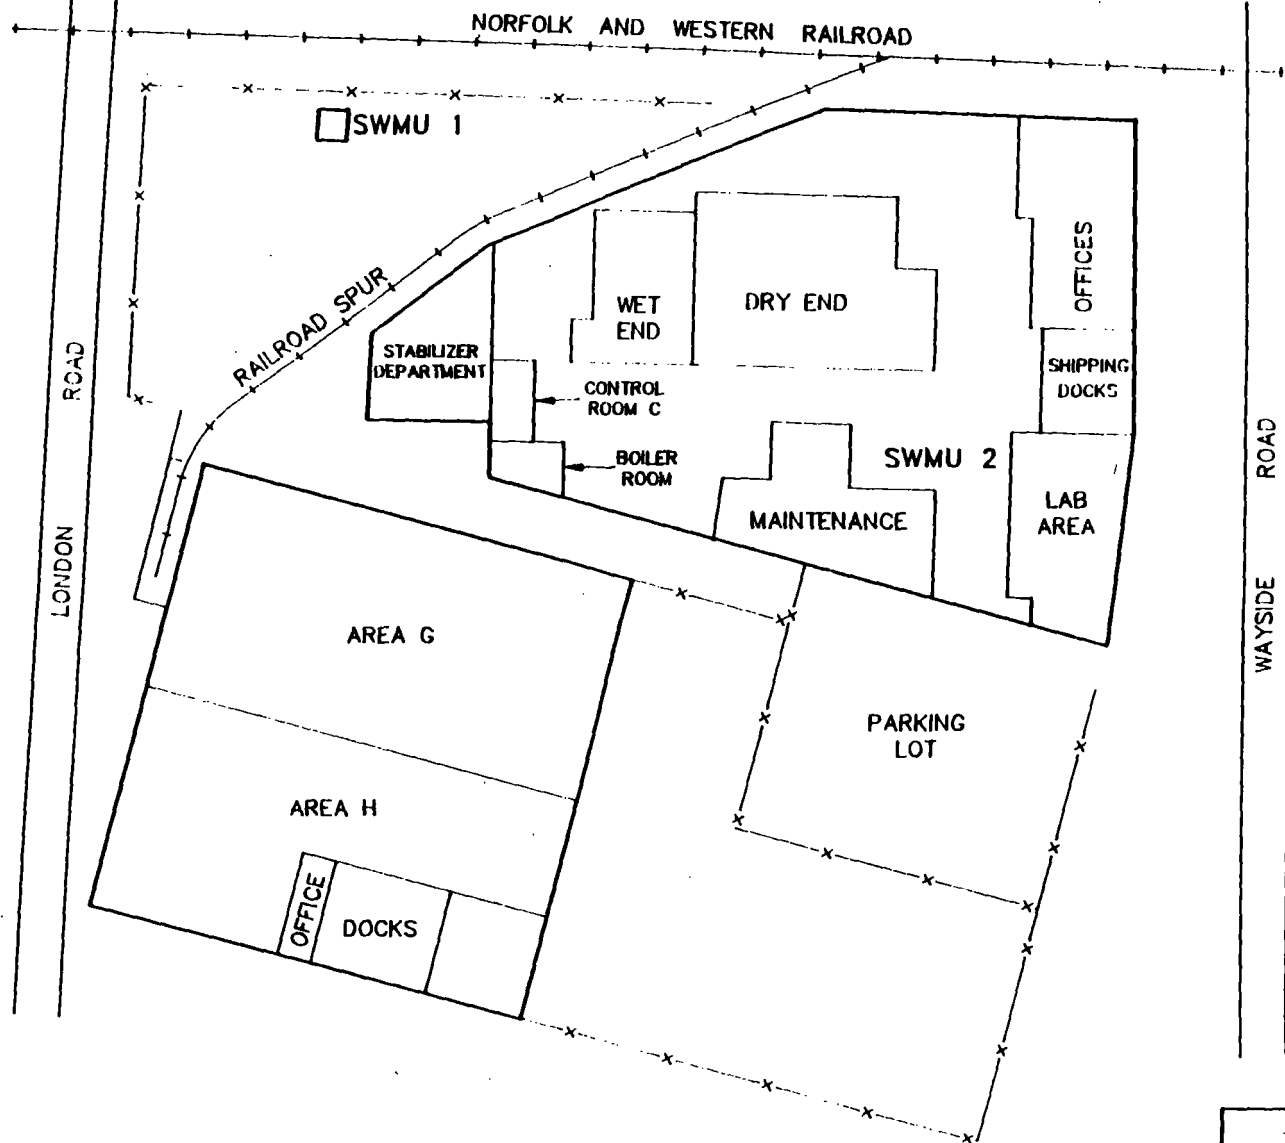 NORFOLK AND WESTERN RAILROAD
SWMU 1
OFFICES
RAILROAD SPUR
WET
END
DRY END
STABILIZER
DEPARTMENT
SHIPPING
DOCKS
CONTROL
ROOM C
LONDON ROAD
WAYSIDE ROAD
BOILER
ROOM
SWMU 2
LAB
AREA
MAINTENANCE
AREA G
PARKING
LOT
AREA H
OFFICE
DOCKS